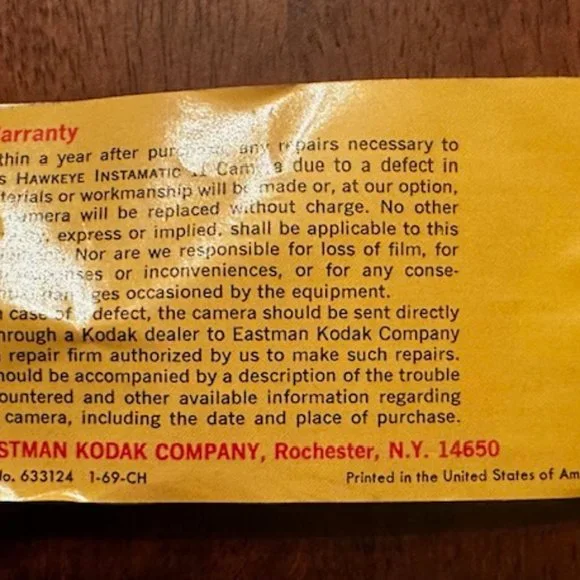 arranty
thin a year after pur any repairs necessary to
s HAWKEYE INSTAMATIC Cam a due to a defect in
terials or workmanship will be made or, at our option,
amera will be replaced without charge. No other
, express or implied, shall be applicable to this
Nor are we responsible for loss of film, for
nses or inconveniences, or for any conse-
ges occasioned by the equipment.
case of defect, the camera should be sent directly
hrough a Kodak dealer to Eastman Kodak Company
repair firm authorized by us to make such repairs.
hould be accompanied by a description of the trouble
ountered and other available information regarding
camera, including the date and place of purchase.
STMAN KODAK COMPANY, Rochester, N.Y. 14650
No. 633124 1-69-CH Printed in the United States of Am